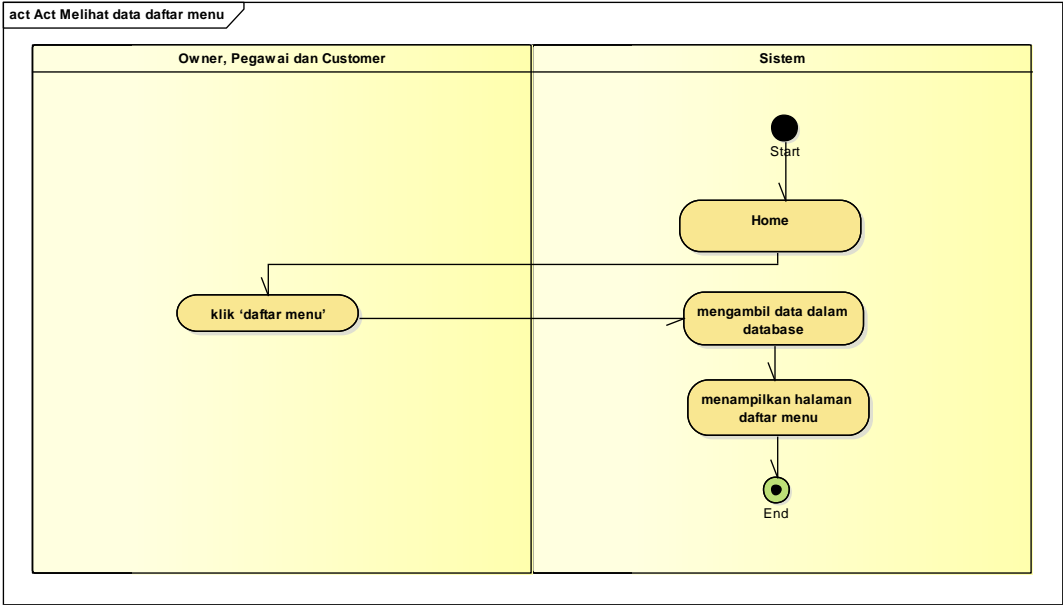 act Act Melihat data daftar menu
Owner, Pegawai dan Customer
Sistem
Start
Home
klik ‘daftar menu’
mengambil data dalam
database
menampilkan halaman
daftar menu
End